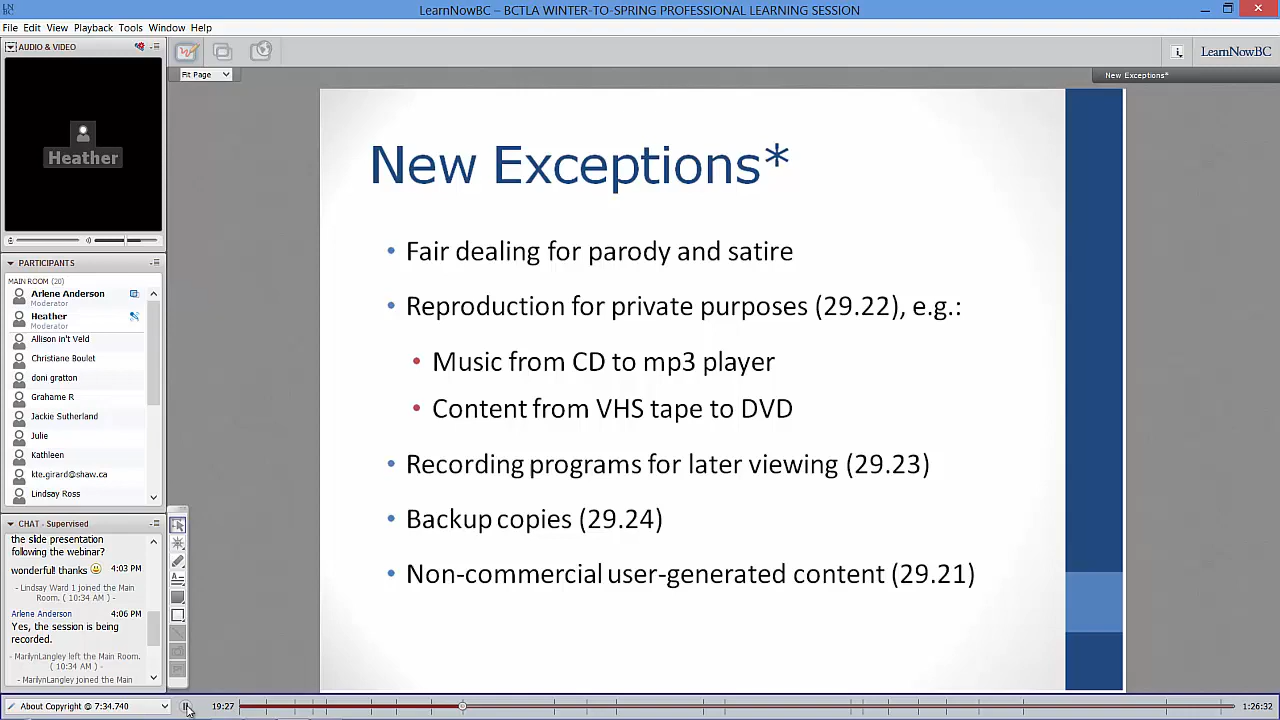 LearnNowBC – BCTLA WINTER-TO-SPRING PROFESSIONAL LEARNING SESSION
File Edit View Playback Tools Window Help
AUDIO & VIDEO
LearnNowBC
Fit Page
New Exceptions*
Heather
New Exceptions*
• Fair dealing for parody and satire
• Reproduction for private purposes (29.22), e.g.:
• Music from CD to mp3 player
• Content from VHS tape to DVD
• Recording programs for later viewing (29.23)
• Backup copies (29.24)
• Non-commercial user-generated content (29.21)
PARTICIPANTS
MAIN ROOM (20)
Arlene Anderson
Moderator
Heather
Moderator
Allison in't Veld
Christiane Boulet
doni gratton
Grahame R
Jackie Sutherland
Julie
Kathleen
kte.girard@shaw.ca
Lindsay Ross
CHAT - Supervised
the slide presentation
following the webinar?
wonderful! thanks 4:03 PM
- Lindsay Ward 1 joined the Main
Room. ( 10:34 AM ) -
Arlene Anderson 4:06 PM
Yes, the session is being
recorded.
- MarilynLangley left the Main Room.
( 10:34 AM ) -
- MarilynLangley joined the Main
About Copyright @ 7:34.740
19:27
1:26:32